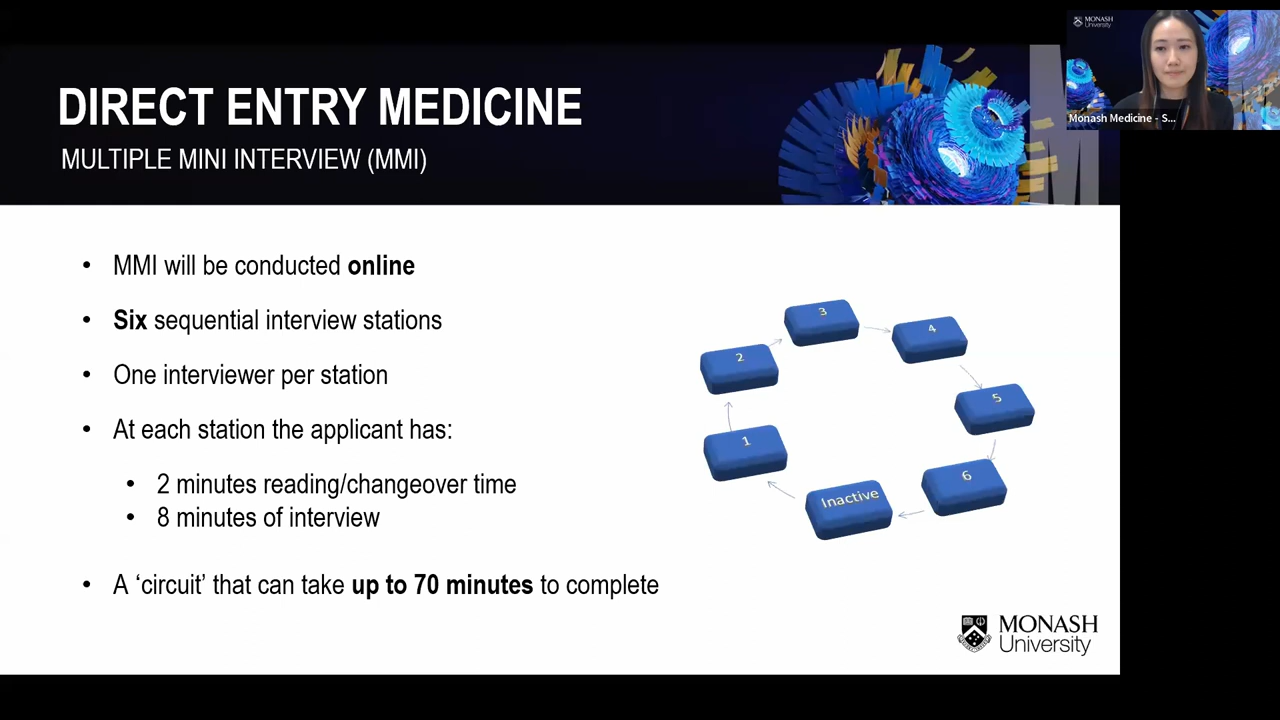 MONASH
University
Monash Medicine - S...
DIRECT ENTRY MEDICINE
MULTIPLE MINI INTERVIEW (MMI)
• MMI will be conducted online
• Six sequential interview stations
• One interviewer per station
• At each station the applicant has:
• 2 minutes reading/changeover time
• 8 minutes of interview
• A ‘circuit’ that can take up to 70 minutes to complete
1
2
3
4
5
6
Inactive
MONASH
University